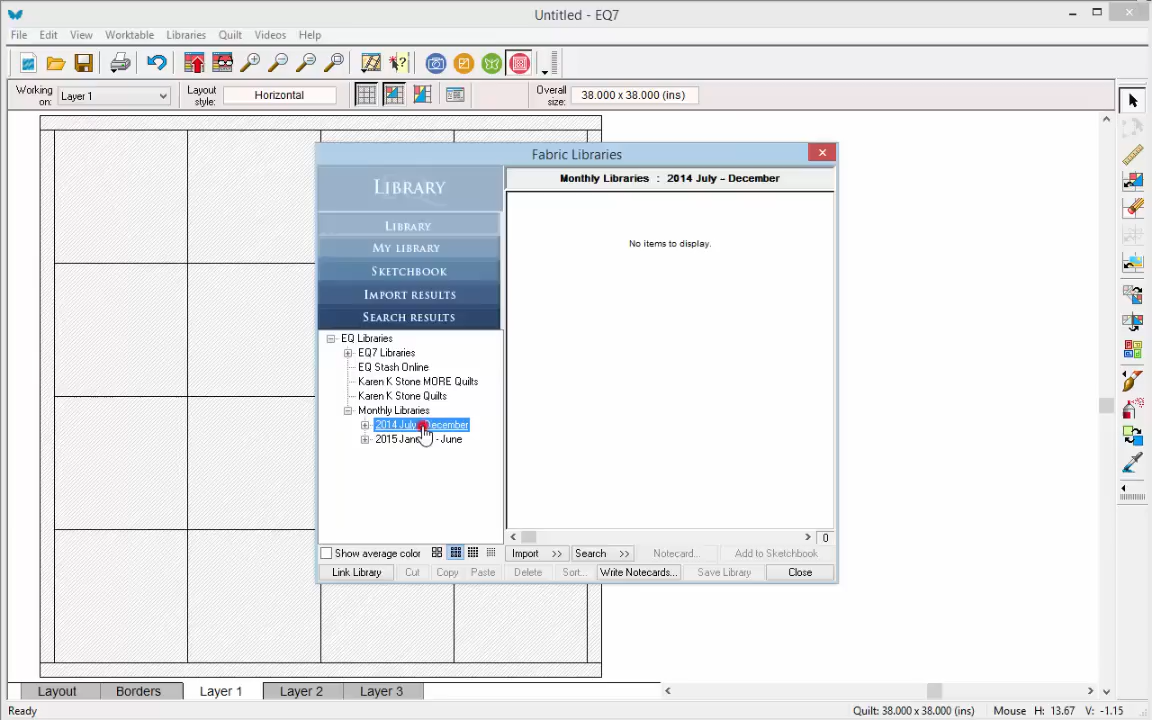 Untitled - EQ7
File Edit View Worktable Libraries Quilt Videos Help
Working on: Layer 1 Layout style: Horizontal Overall size: 38.000 x 38.000 (ins)
Fabric Libraries
LIBRARY
Monthly Libraries : 2014 July - December
LIBRARY
MY LIBRARY
No items to display.
SKETCHBOOK
IMPORT RESULTS
SEARCH RESULTS
EQ Libraries
EQ7 Libraries
EQ Stash Online
Karen K Stone MORE Quilts
Karen K Stone Quilts
Monthly Libraries
2014 July - December
2015 January - June
0
Show average color Import >> Search >> Notecard... Add to Sketchbook
Link Library Cut Copy Paste Delete Sort... Write Notecards... Save Library Close
Layout Borders Layer 1 Layer 2 Layer 3
Ready Quilt: 38.000 x 38.000 (ins) Mouse H: 13.67 V: -1.15